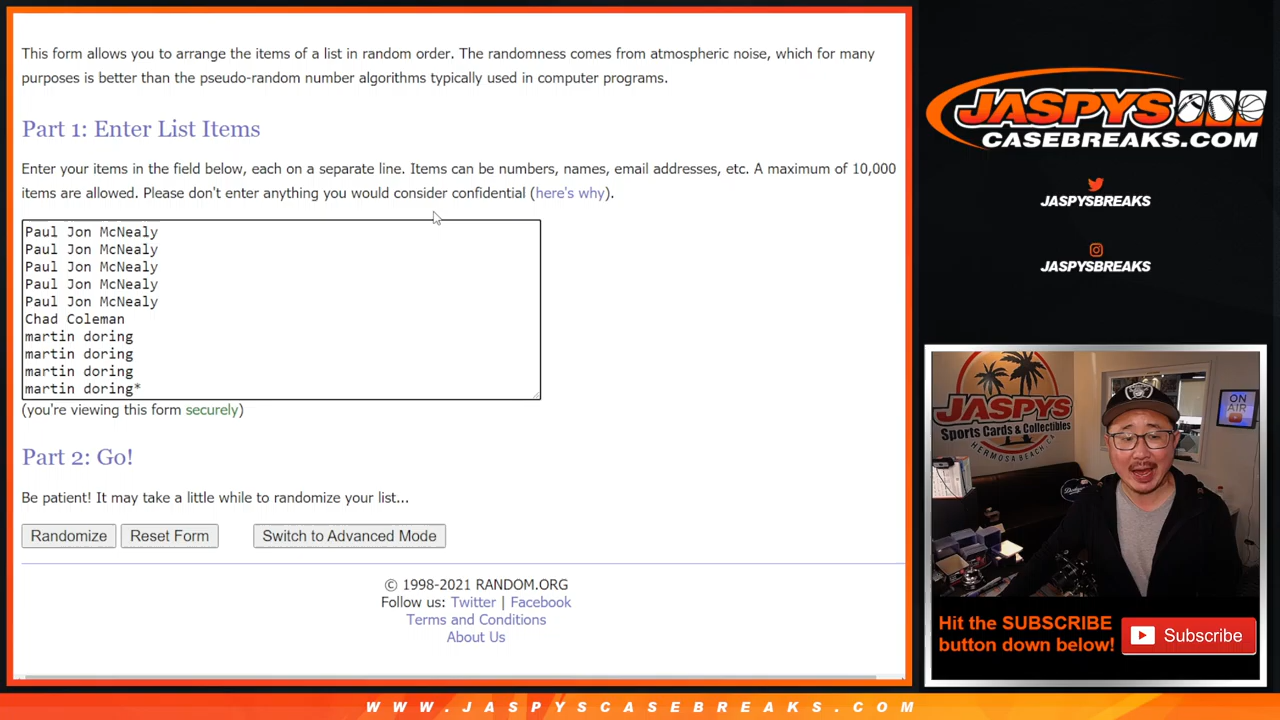 This form allows you to arrange the items of a list in random order. The randomness comes from atmospheric noise, which for many
purposes is better than the pseudo-random number algorithms typically used in computer programs.
Part 1: Enter List Items
Enter your items in the field below, each on a separate line. Items can be numbers, names, email addresses, etc. A maximum of 10,000
items are allowed. Please don't enter anything you would consider confidential (here's why).
Paul Jon McNealy
Paul Jon McNealy
Paul Jon McNealy
Paul Jon McNealy
Paul Jon McNealy
Chad Coleman
martin doring
martin doring
martin doring
martin doring*
(you're viewing this form securely)
Part 2: Go!
Be patient! It may take a little while to randomize your list...
Randomize Reset Form Switch to Advanced Mode
© 1998-2021 RANDOM.ORG
Follow us: Twitter | Facebook
Terms and Conditions
About Us
JASPYS
CASEBREAKS.COM
JASPYSBREAKS
JASPYSBREAKS
JASPYS
Sports Cards & Collectibles
HERMOSA BEACH, CA
ON
AIR
Dodgers
Hit the SUBSCRIBE
button down below!
Subscribe
WWW.JASPYSCASEBREAKS.COM